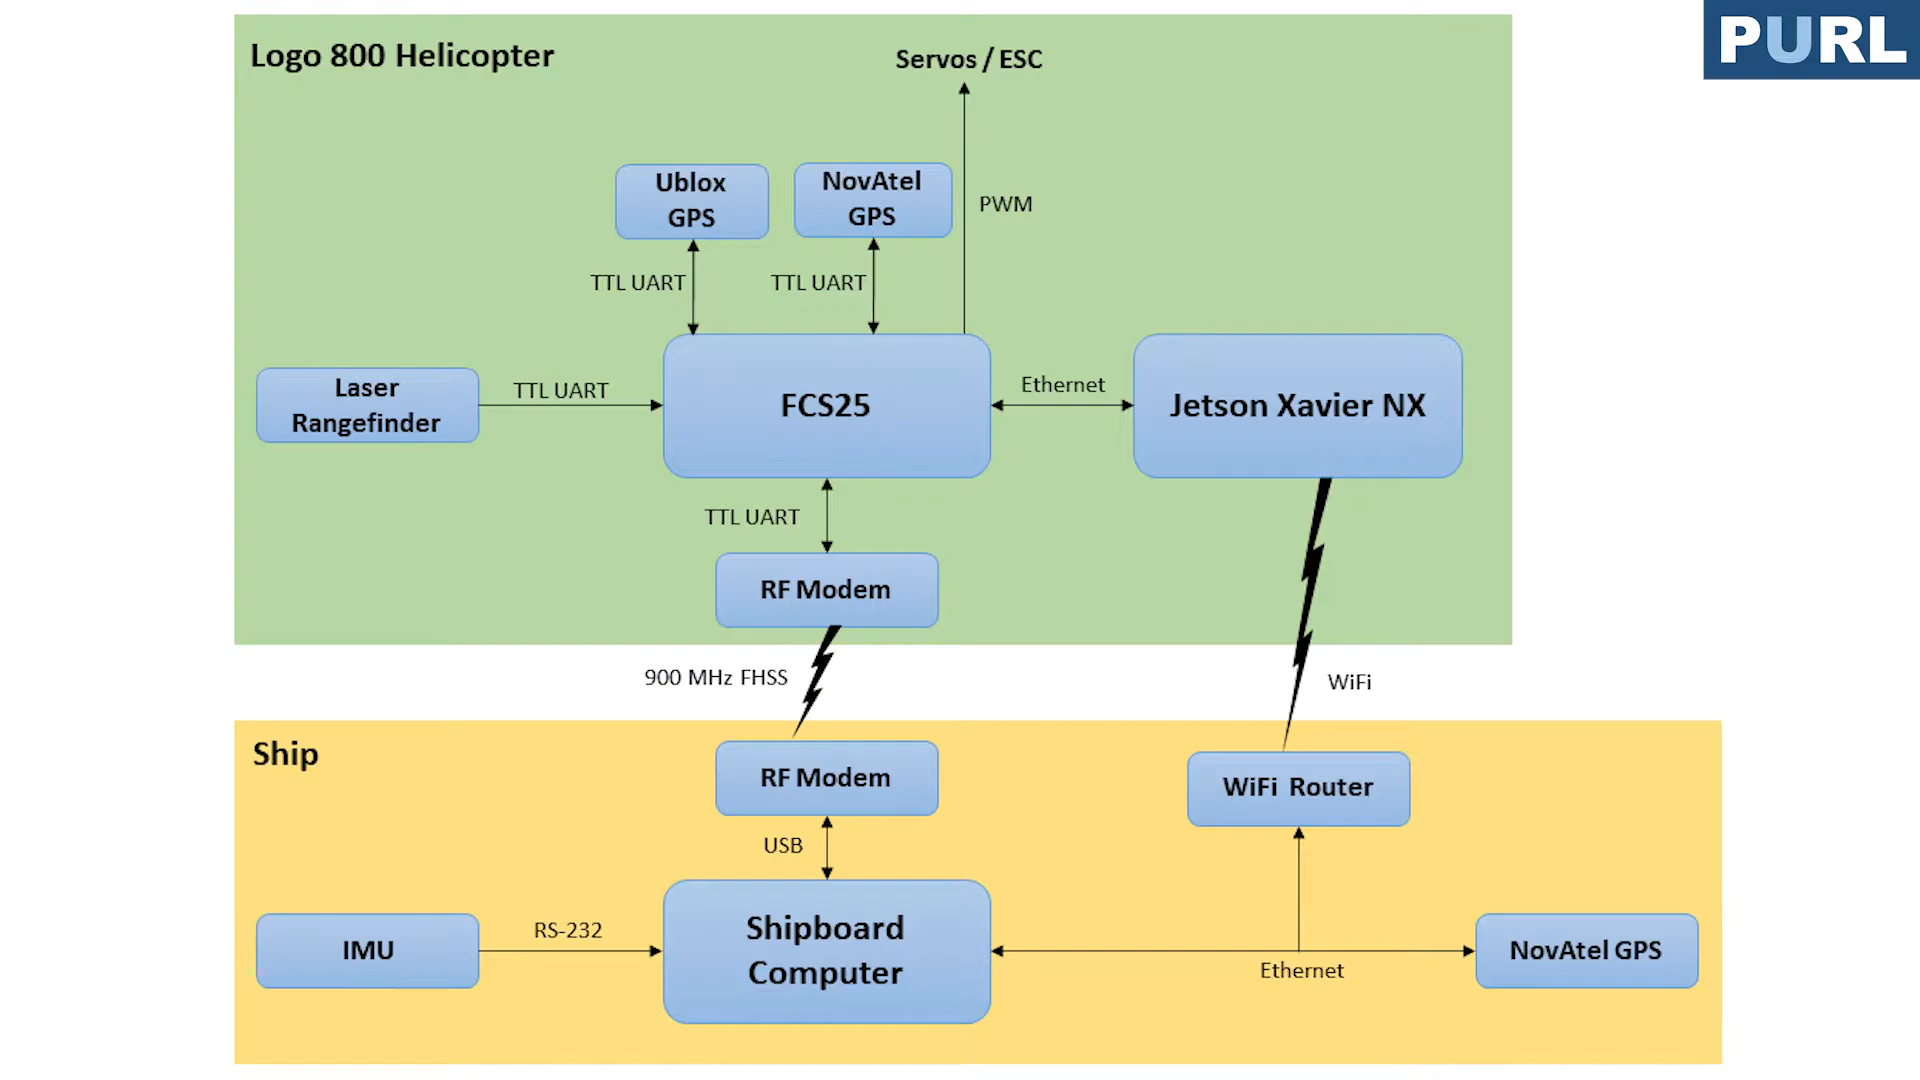 PURL
Logo 800 Helicopter
Servos / ESC
Ublox
GPS
NovAtel
GPS
PWM
TTL UART
TTL UART
Laser
Rangefinder
TTL UART
FCS25
Ethernet
Jetson Xavier NX
TTL UART
RF Modem
900 MHz FHSS
WiFi
Ship
RF Modem
WiFi Router
USB
IMU
RS-232
Shipboard
Computer
Ethernet
NovAtel GPS